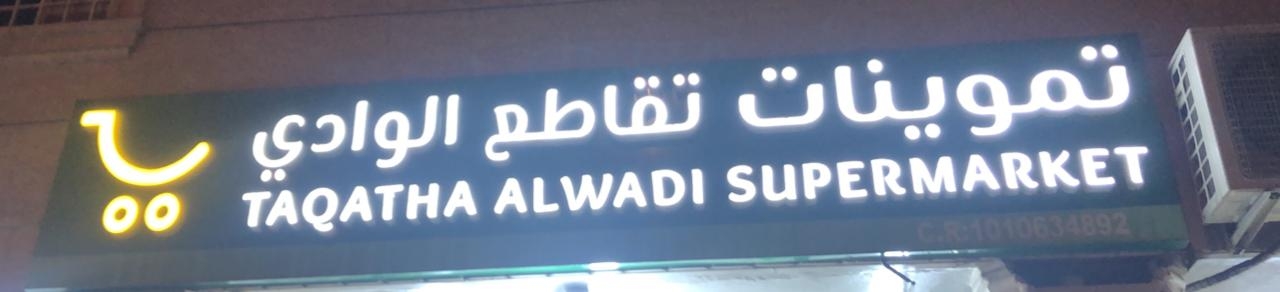 تموينات تقاطع الوادي
TAQATHA ALWADI SUPERMARKET
C.R:1010634892